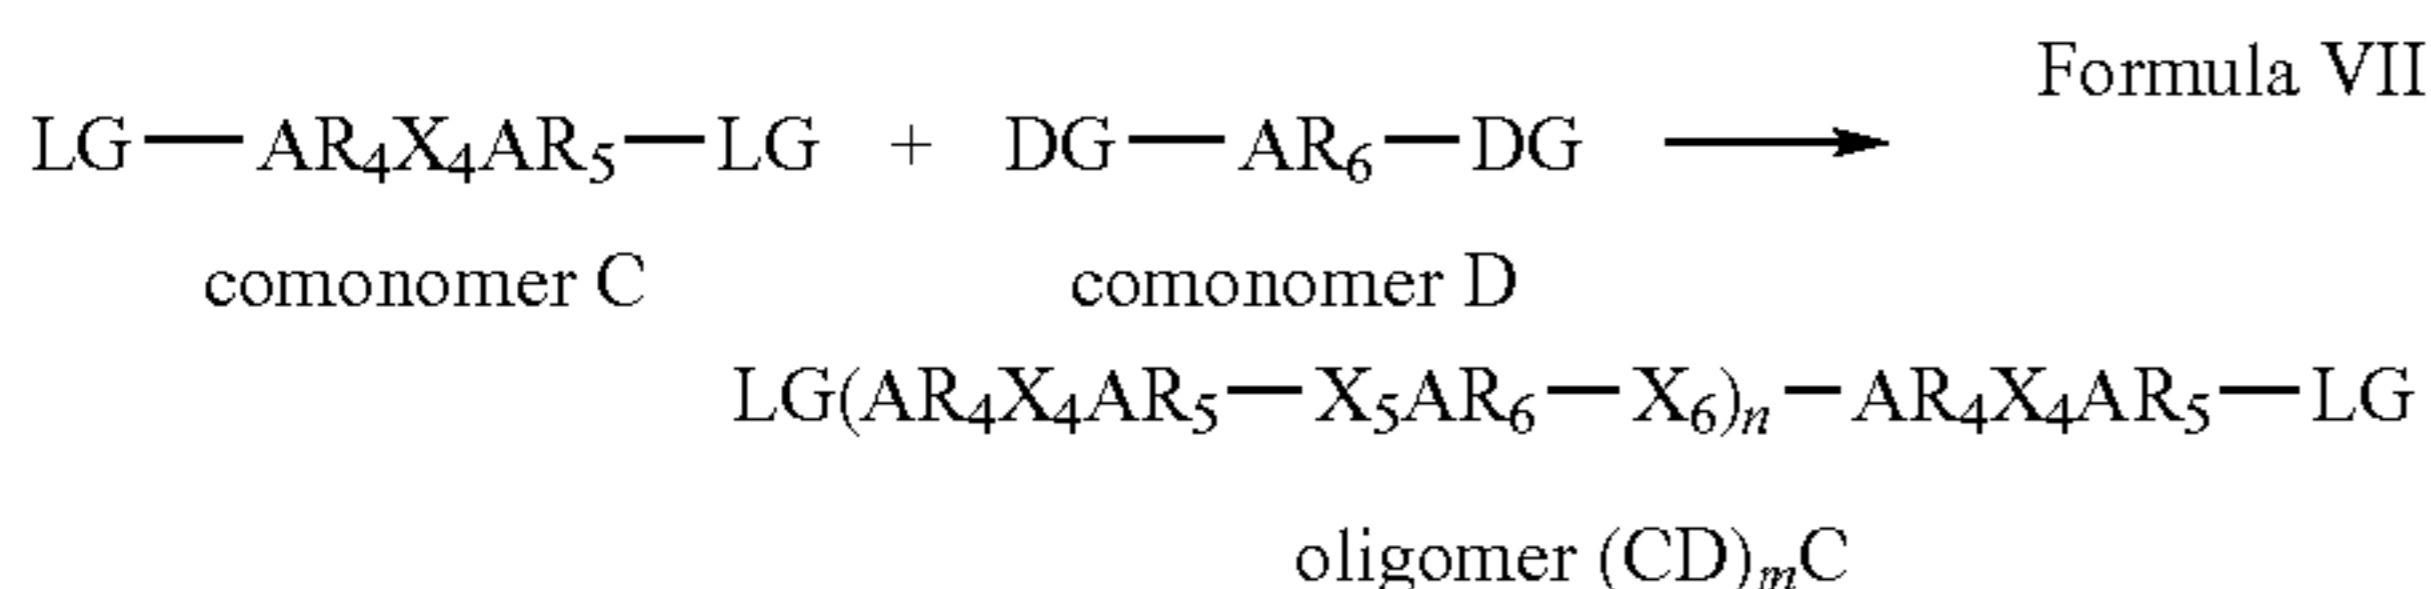 Formula VII
LG—AR₄X₄AR₅—LG + DG—AR₆—DG ⟶
comonomer C comonomer D
LG(AR₄X₄AR₅—X₅AR₆—X₆)ₙ—AR₄X₄AR₅—LG
oligomer (CD)ₘC